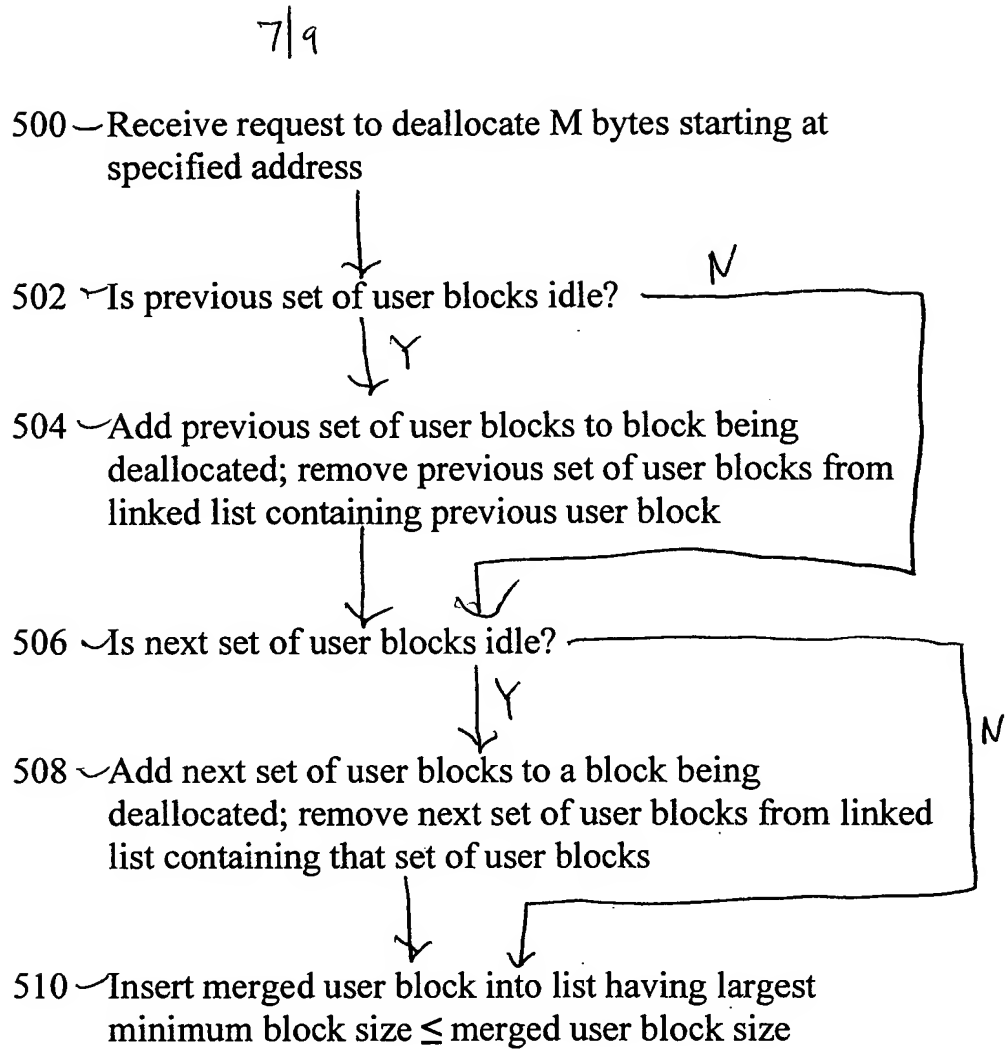 7/9
500 Receive request to deallocate M bytes starting at
specified address
502 Is previous set of user blocks idle? N
Y
504 Add previous set of user blocks to block being
deallocated; remove previous set of user blocks from
linked list containing previous user block
506 Is next set of user blocks idle?
Y
N
508 Add next set of user blocks to a block being
deallocated; remove next set of user blocks from linked
list containing that set of user blocks
510 Insert merged user block into list having largest
minimum block size ≤ merged user block size